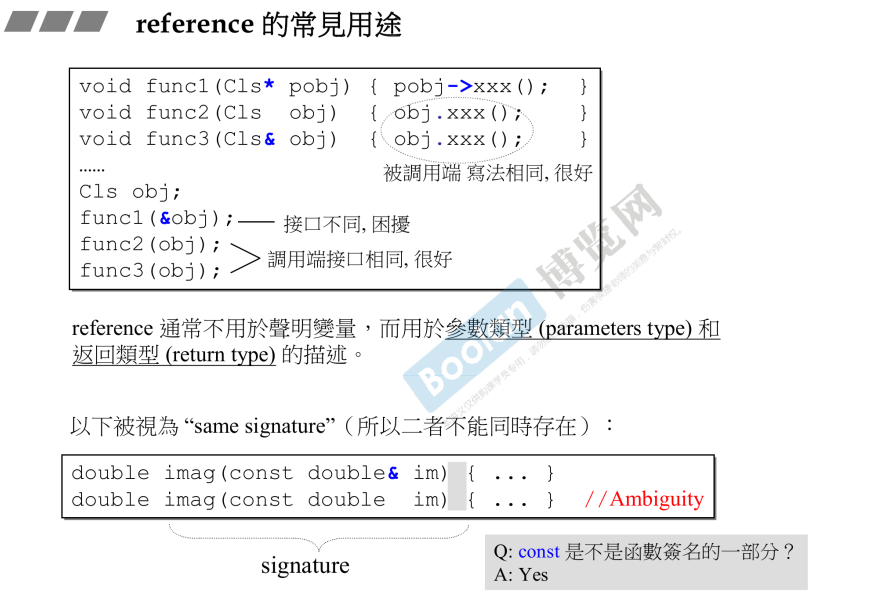 reference 的常見用途
void func1(Cls* pobj) { pobj->xxx(); }
void func2(Cls obj) { obj.xxx(); }
void func3(Cls& obj) { obj.xxx(); }
......
被調用端 寫法相同, 很好
Cls obj;
func1(&obj); 接口不同, 困擾
func2(obj);
調用端接口相同, 很好
func3(obj);
Boolan 博览网
reference 通常不用於聲明變量，而用於參數類型 (parameters type) 和
返回類型 (return type) 的描述。
以下被視為 “same signature”（所以二者不能同時存在）：
double imag(const double& im) { ... }
double imag(const double im) { ... } //Ambiguity
signature
Q: const 是不是函數簽名的一部分？
A: Yes